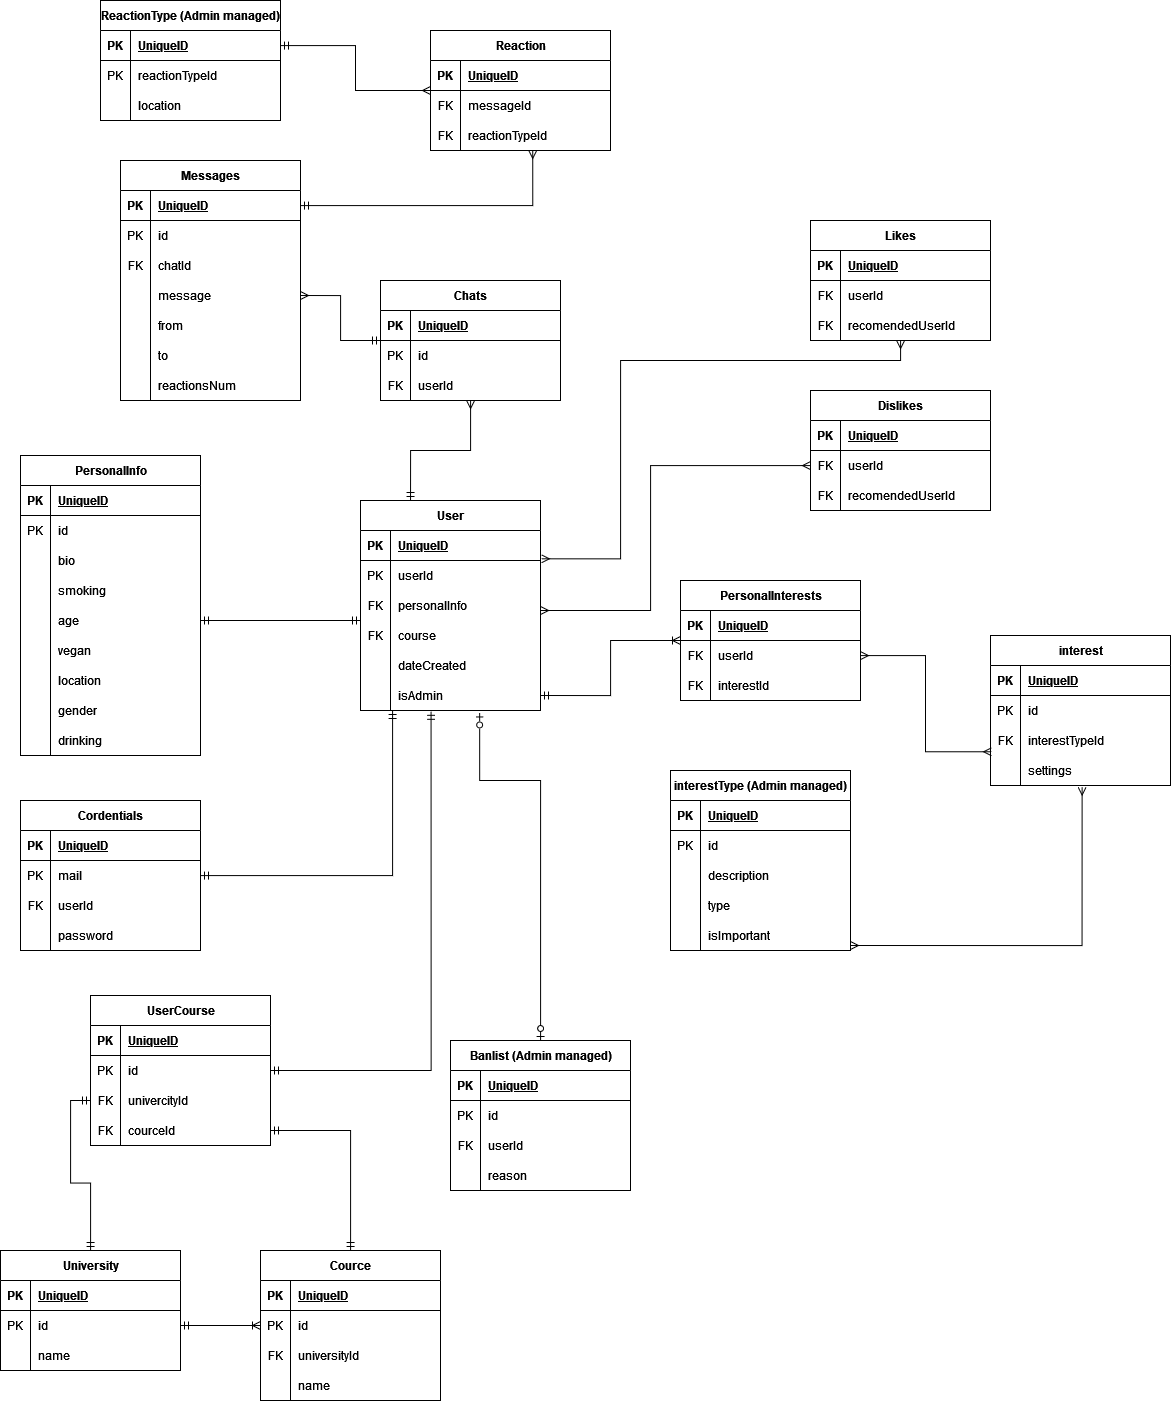 ReactionType (Admin managed)
PK UniqueID
PK reactionTypeId
location
Reaction
PK UniqueID
FK messageId
FK reactionTypeId
Messages
PK UniqueID
PK id
FK chatId
message
from
to
reactionsNum
Chats
PK UniqueID
PK id
FK userId
Likes
PK UniqueID
FK userId
FK recomendedUserId
Dislikes
PK UniqueID
FK userId
FK recomendedUserId
PersonalInfo
PK UniqueID
PK id
bio
smoking
age
vegan
location
gender
drinking
User
PK UniqueID
PK userId
FK personalInfo
FK course
dateCreated
isAdmin
PersonalInterests
PK UniqueID
FK userId
FK interestId
interest
PK UniqueID
PK id
FK interestTypeId
settings
interestType (Admin managed)
PK UniqueID
PK id
description
type
isImportant
Cordentials
PK UniqueID
PK mail
FK userId
password
UserCourse
PK UniqueID
PK id
FK univercityId
FK courceId
Banlist (Admin managed)
PK UniqueID
PK id
FK userId
reason
University
PK UniqueID
PK id
name
Cource
PK UniqueID
PK id
FK universityId
name